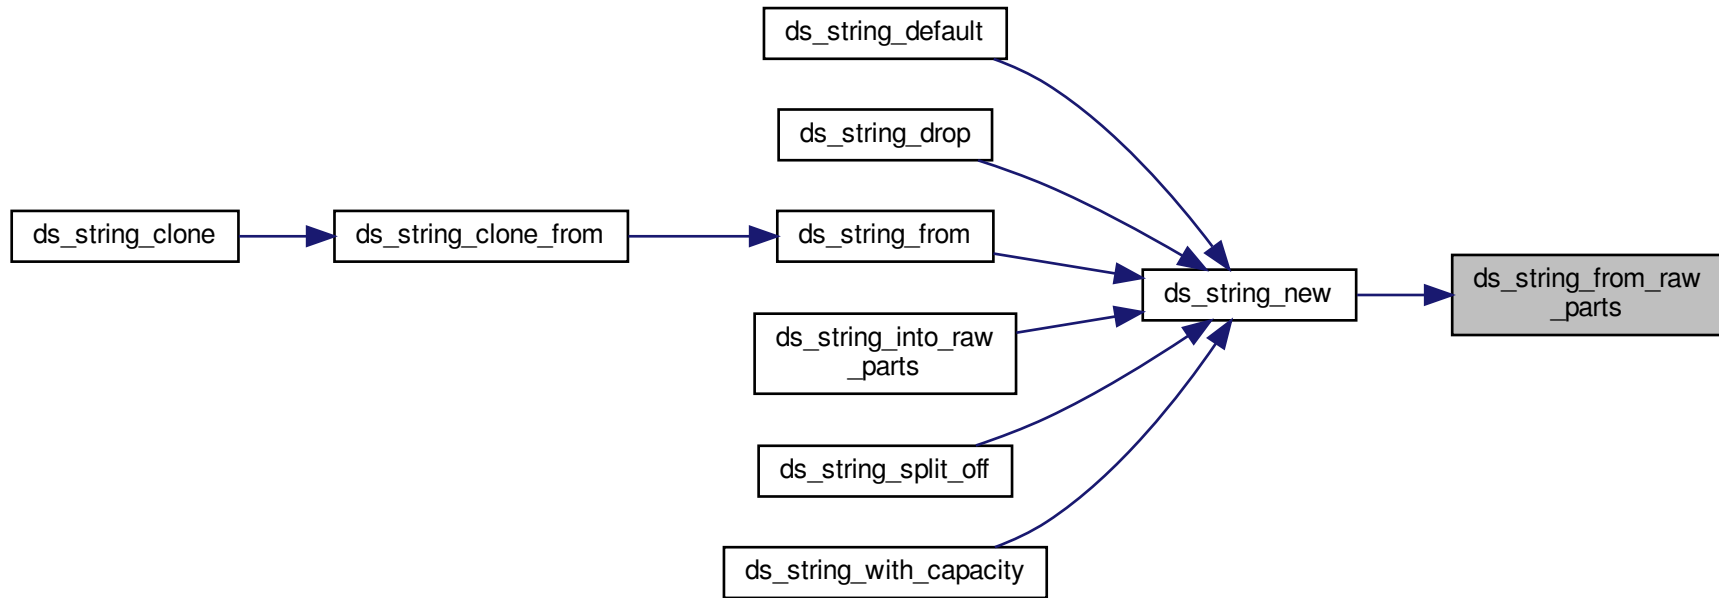 ds_string_default
ds_string_drop
ds_string_clone
ds_string_clone_from
ds_string_from
ds_string_new
ds_string_from_raw
_parts
ds_string_into_raw
_parts
ds_string_split_off
ds_string_with_capacity